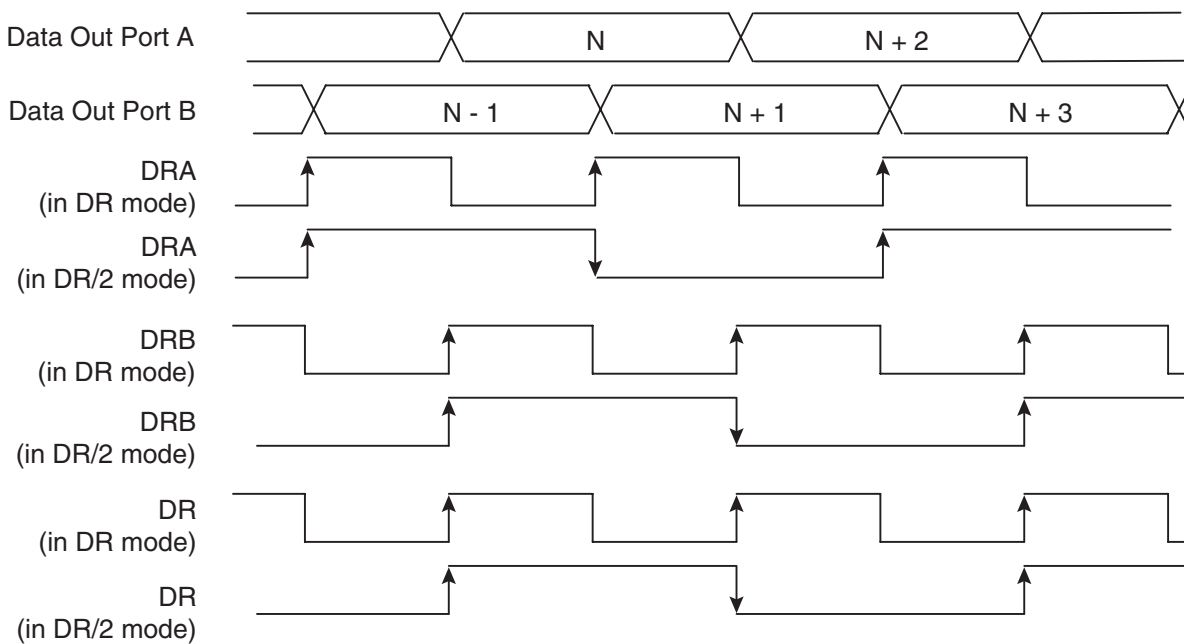 Data Out Port A
N
N + 2
Data Out Port B
N - 1
N + 1
N + 3
DRA
(in DR mode)
DRA
(in DR/2 mode)
DRB
(in DR mode)
DRB
(in DR/2 mode)
DR
(in DR mode)
DR
(in DR/2 mode)